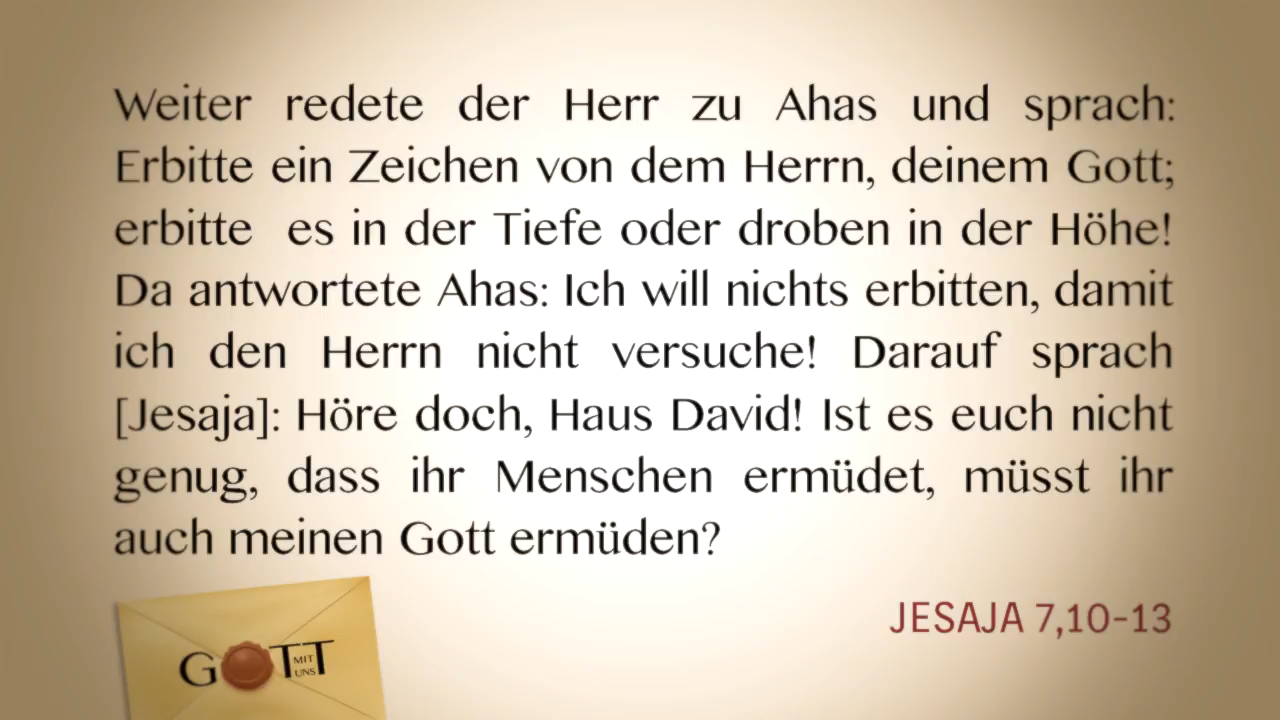 Weiter redete der Herr zu Ahas und sprach:
Erbitte ein Zeichen von dem Herrn, deinem Gott;
erbitte es in der Tiefe oder droben in der Höhe!
Da antwortete Ahas: Ich will nichts erbitten, damit
ich den Herrn nicht versuche! Darauf sprach
[Jesaja]: Höre doch, Haus David! Ist es euch nicht
genug, dass ihr Menschen ermüdet, müsst ihr
auch meinen Gott ermüden?
JESAJA 7,10-13
GOTT
MIT
UNS